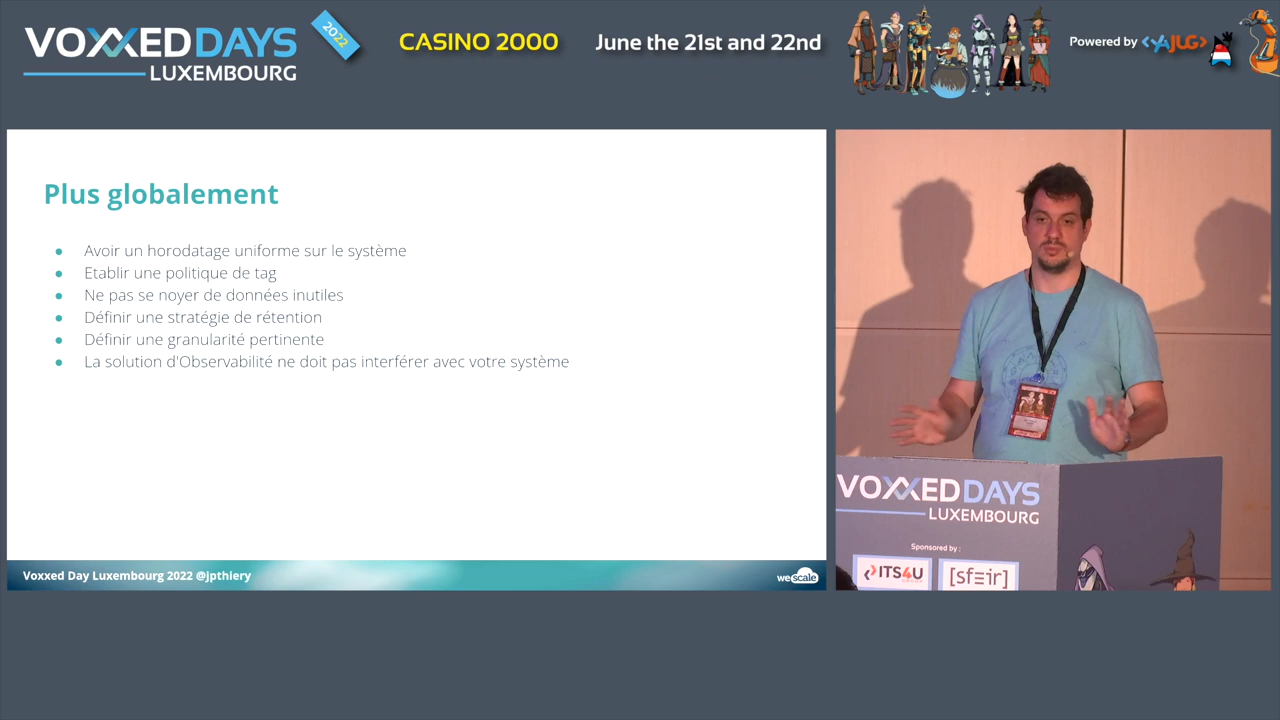 VOXXED DAYS
LUXEMBOURG
2022
CASINO 2000
June the 21st and 22nd
Powered by <YAJUG>
Plus globalement
Avoir un horodatage uniforme sur le système
Etablir une politique de tag
Ne pas se noyer de données inutiles
Définir une stratégie de rétention
Définir une granularité pertinente
La solution d'Observabilité ne doit pas interférer avec votre système
Voxxed Day Luxembourg 2022 @jpthiery
wescale
VOXXED DAYS
LUXEMBOURG
Sponsored by :
ITS4U
[sfeir]